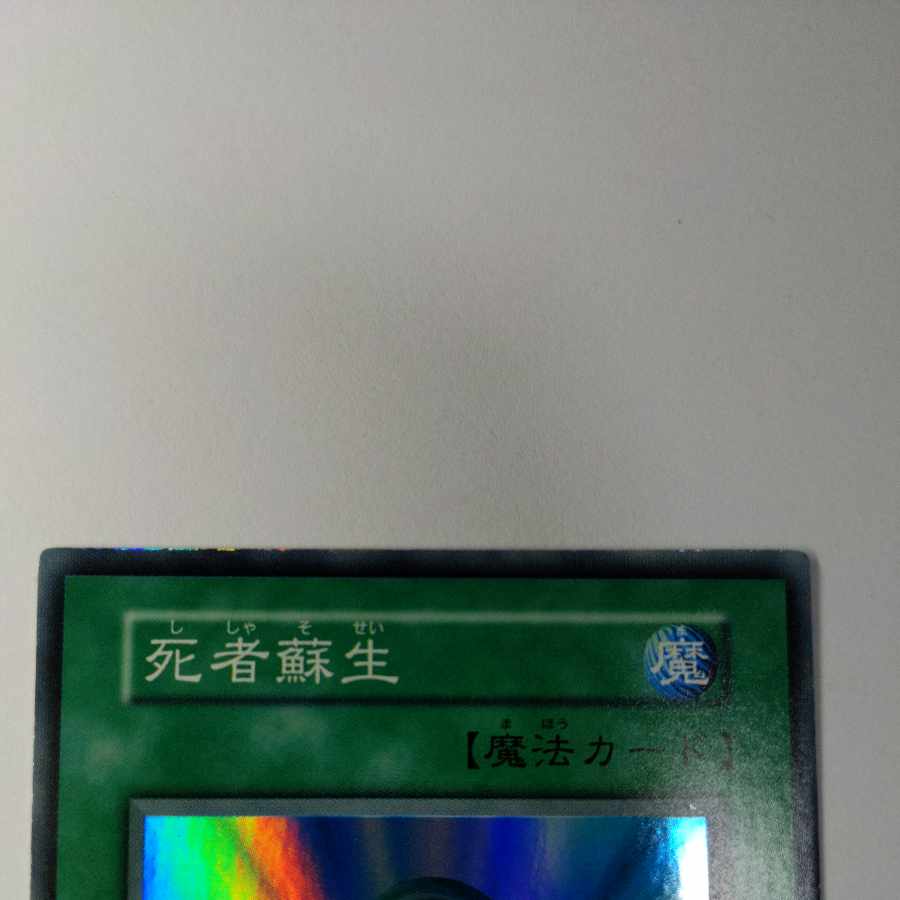 し しゃ そ せい
死者蘇生
ま
魔
ま ほう
【魔法カード】